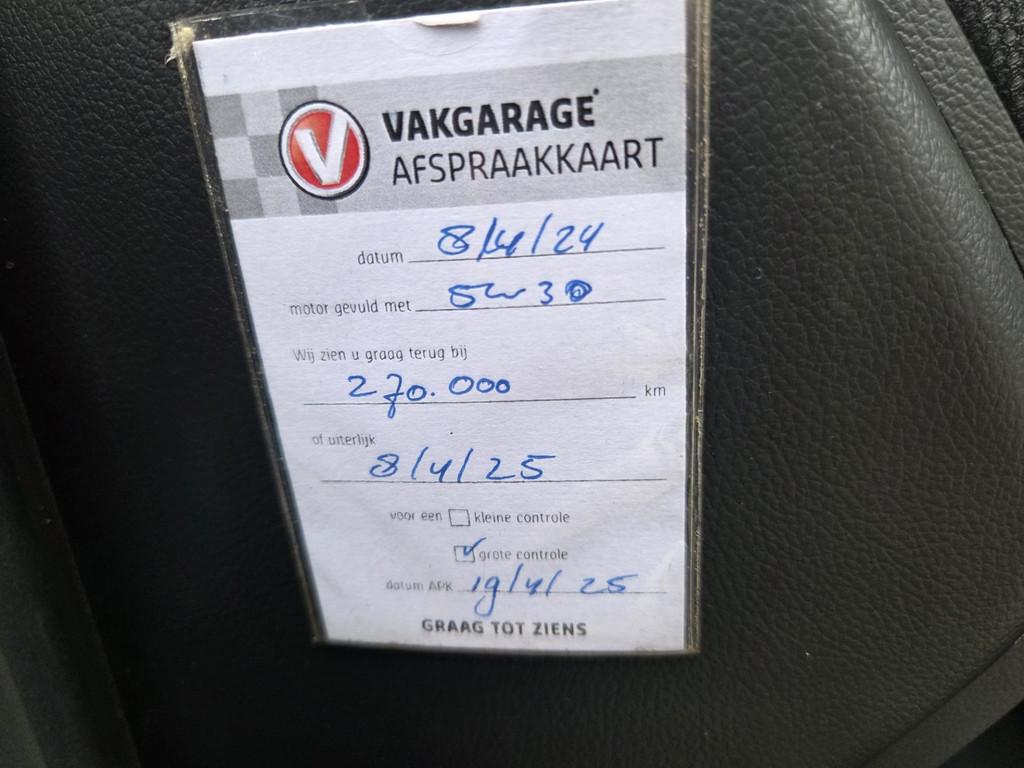 V VAKGARAGE
AFSPRAAKKAART
datum 8/4/24
motor gevuld met 5w30
Wij zien u graag terug bij
270.000 km
of uiterlijk
8/4/25
voor een kleine controle
grote controle
datum APK 19/4/25
GRAAG TOT ZIENS